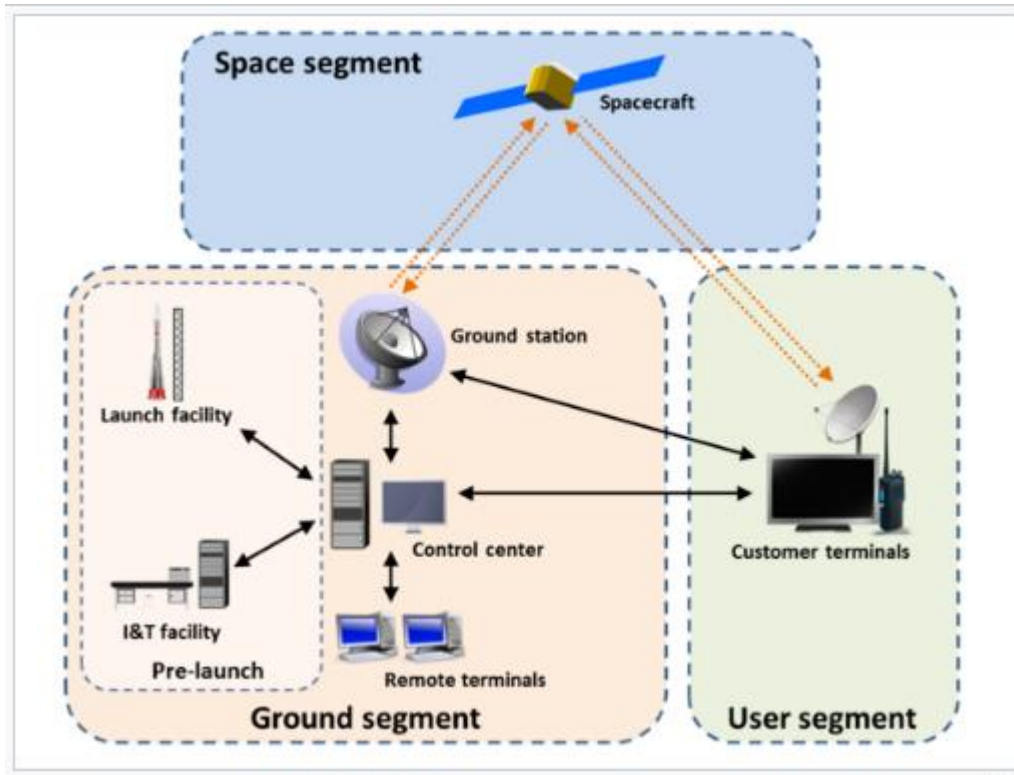 Space segment
Spacecraft
Ground station
Launch facility
Control center
Customer terminals
I&T facility
Pre-launch
Remote terminals
Ground segment
User segment